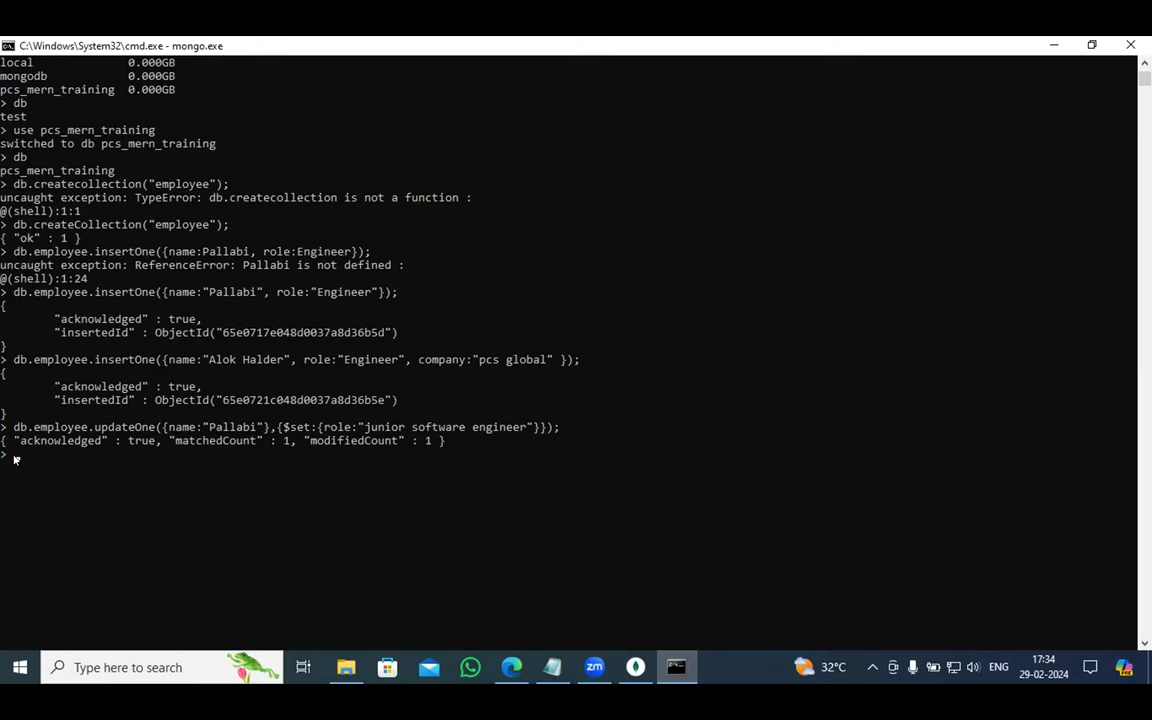 C:\Windows\System32\cmd.exe - mongo.exe
local           0.000GB
mongodb         0.000GB
pcs_mern_training  0.000GB
> db
test
> use pcs_mern_training
switched to db pcs_mern_training
> db
pcs_mern_training
> db.createcollection("employee");
uncaught exception: TypeError: db.createcollection is not a function :
@(shell):1:1
> db.createCollection("employee");
{ "ok" : 1 }
> db.employee.insertOne({name:Pallabi, role:Engineer});
uncaught exception: ReferenceError: Pallabi is not defined :
@(shell):1:24
> db.employee.insertOne({name:"Pallabi", role:"Engineer"});
{
        "acknowledged" : true,
        "insertedId" : ObjectId("65e0717e048d0037a8d36b5d")
}
> db.employee.insertOne({name:"Alok Halder", role:"Engineer", company:"pcs global" });
{
        "acknowledged" : true,
        "insertedId" : ObjectId("65e0721c048d0037a8d36b5e")
}
> db.employee.updateOne({name:"Pallabi"},{$set:{role:"junior software engineer"}});
{ "acknowledged" : true, "matchedCount" : 1, "modifiedCount" : 1 }
>
Type here to search
zm
32°C
ENG
17:34
29-02-2024